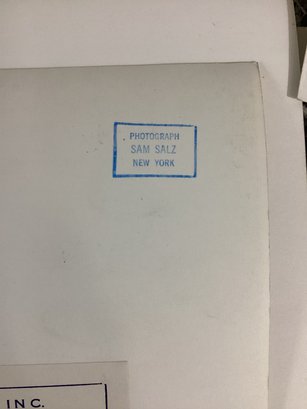 PHOTOGRAPH
SAM SALZ
NEW YORK
INC.